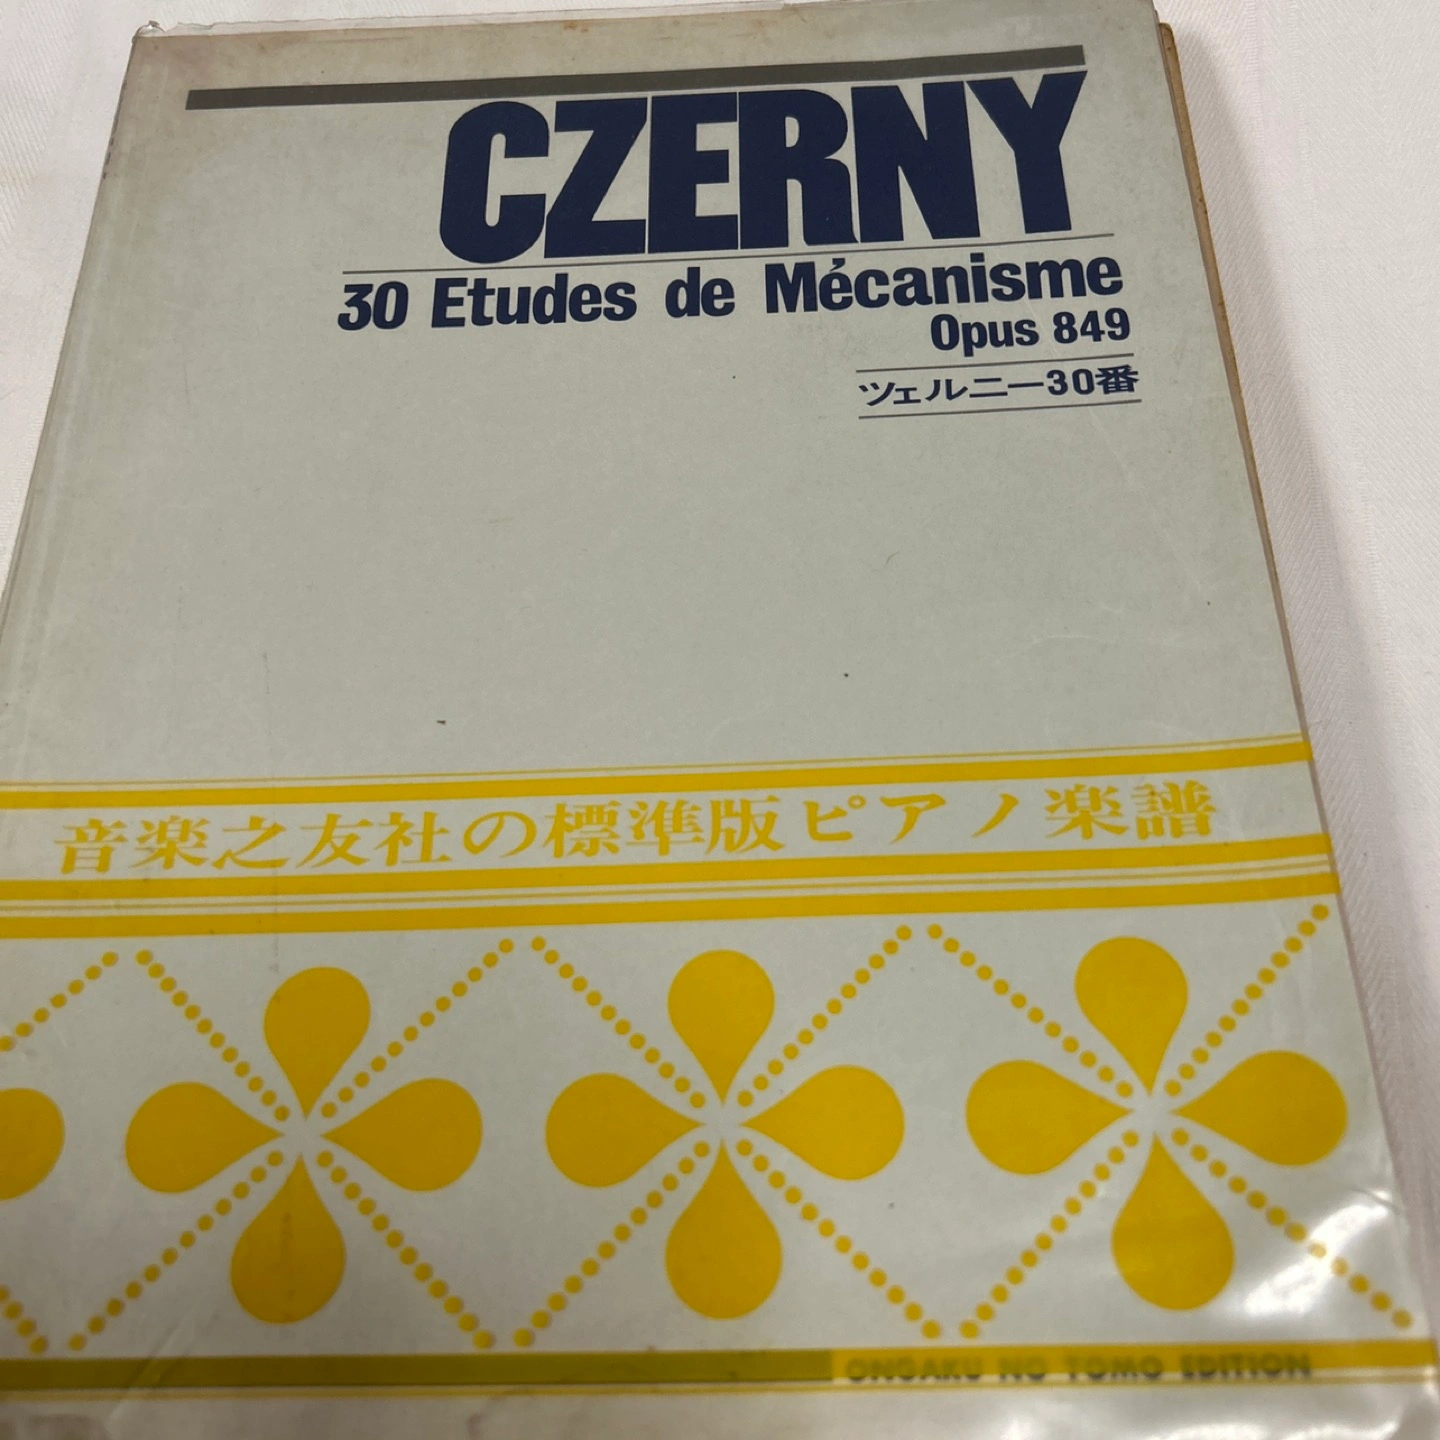 CZERNY
30 Etudes de Mécanisme
Opus 849
ツェルニー30番
音楽之友社の標準版ピアノ楽譜
ONGAKU NO TOMO EDITION